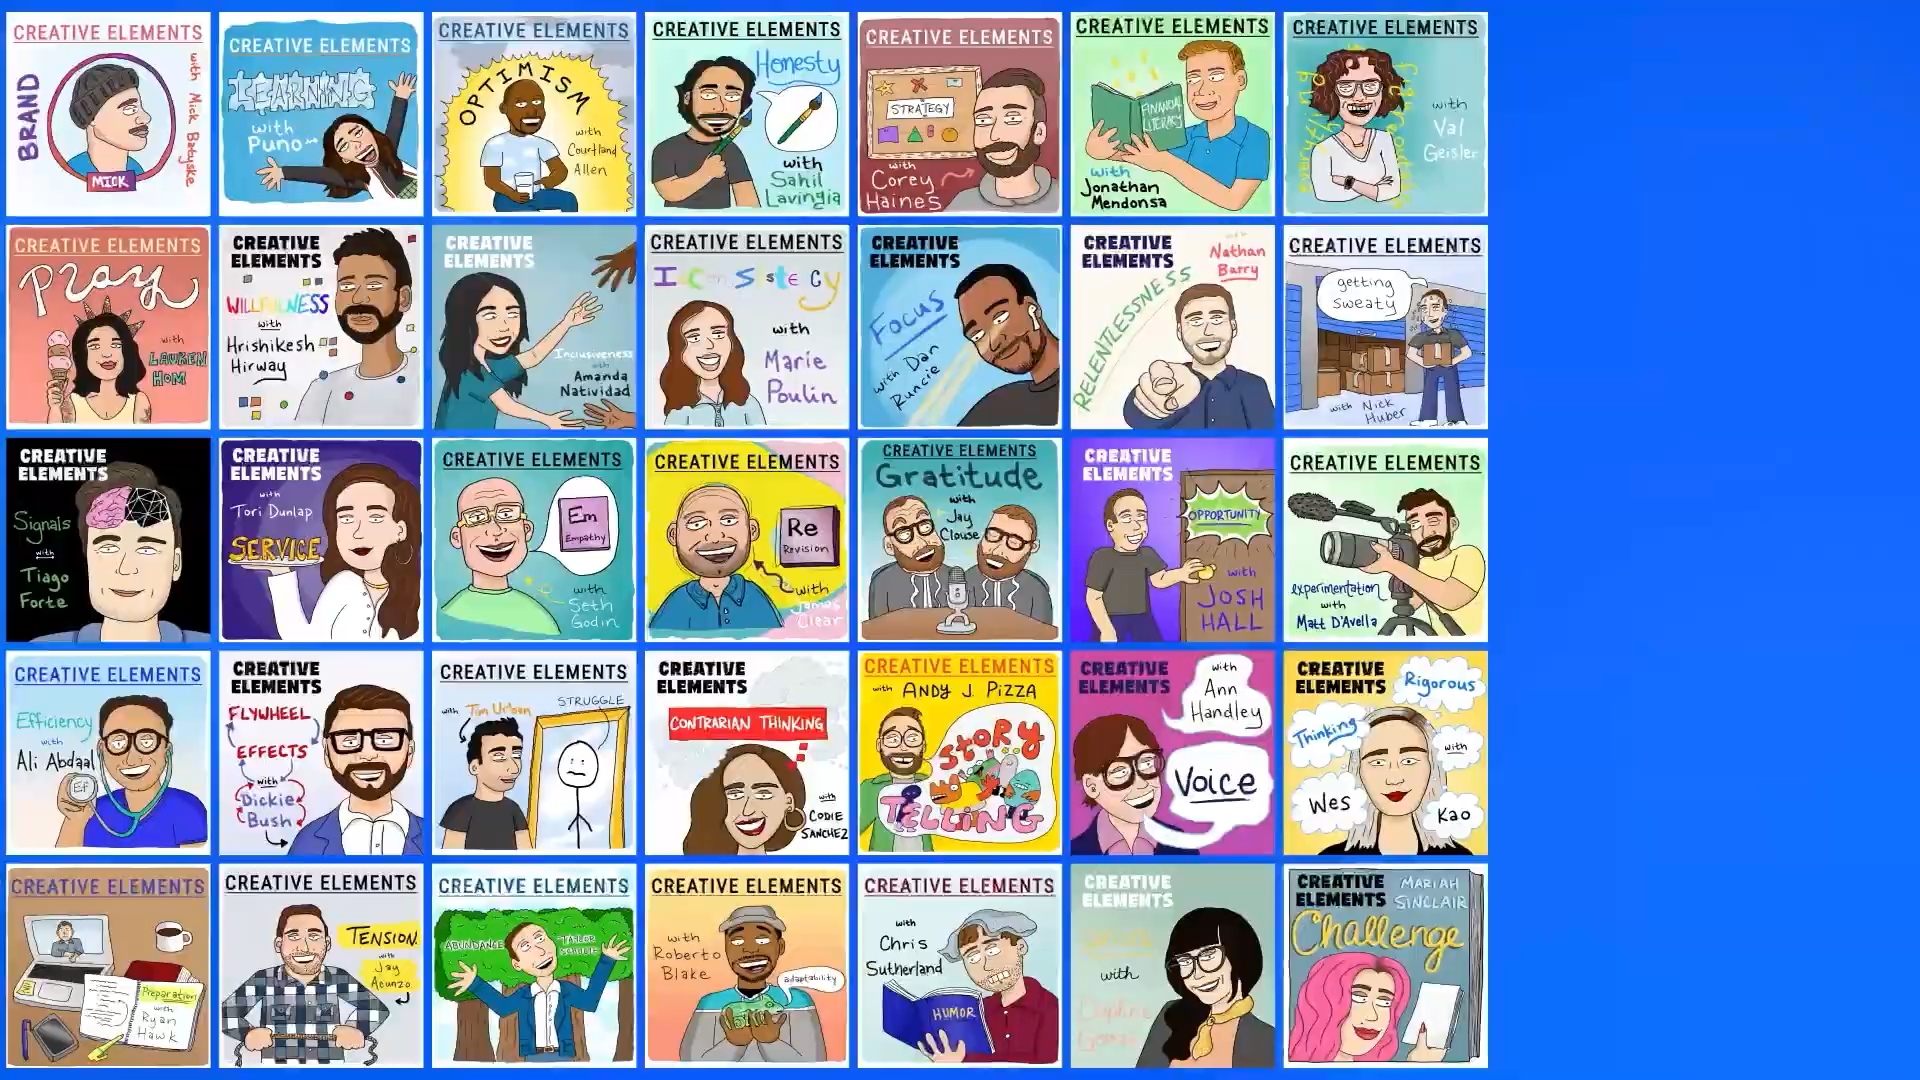 CREATIVE ELEMENTS
BRAND
with Mick Batyske
MICK
CREATIVE ELEMENTS
LEARNING
with
Puno
CREATIVE ELEMENTS
OPTIMISM
with
Courtland
Allen
CREATIVE ELEMENTS
Honesty
with
Sahil
Lavingia
CREATIVE ELEMENTS
STRATEGY
with
Corey
Haines
CREATIVE ELEMENTS
FINANCIAL
LITERACY
with
Jonathan
Mendonsa
CREATIVE ELEMENTS
with
Val
Geisler
CREATIVE ELEMENTS
Play
with
LAUREN
HOM
CREATIVE
ELEMENTS
WILLFULNESS
with
Hrishikesh
Hirway
CREATIVE
ELEMENTS
Inclusiveness
with
Amanda
Natividad
CREATIVE ELEMENTS
with
Marie
Poulin
CREATIVE
ELEMENTS
Focus
with Dan
Runcie
CREATIVE
ELEMENTS
Nathan
Barry
RELENTLESSNESS
CREATIVE ELEMENTS
getting
sweaty
with Nick
Huber
CREATIVE
ELEMENTS
Signals
with
Tiago
Forte
CREATIVE
ELEMENTS
with
Tori Dunlap
SERVICE
CREATIVE ELEMENTS
Em
Empathy
with
Seth
Godin
CREATIVE ELEMENTS
Re
Revision
with
James
Clear
CREATIVE ELEMENTS
Gratitude
with
Jay
Clouse
CREATIVE
ELEMENTS
OPPORTUNITY
with
JOSH
HALL
CREATIVE ELEMENTS
experimentation
with
Matt D'Avella
CREATIVE ELEMENTS
Efficiency
with
Ali Abdaal
Ef
CREATIVE
ELEMENTS
FLYWHEEL
EFFECTS
with
Dickie
Bush
CREATIVE ELEMENTS
STRUGGLE
with Tim Urban
CREATIVE
ELEMENTS
CONTRARIAN THINKING
with
CODIE
SANCHEZ
CREATIVE ELEMENTS
with ANDY J. PIZZA
STORY
TELLING
CREATIVE
ELEMENTS
with
Ann
Handley
Voice
CREATIVE
ELEMENTS
Rigorous
Thinking
with
Wes
Kao
CREATIVE ELEMENTS
Preparation
with
Ryan
Hawk
CREATIVE ELEMENTS
TENSION
with
Jay
Acunzo
CREATIVE ELEMENTS
ABUNDANCE
CREATIVE ELEMENTS
with
Roberto
Blake
adaptability
CREATIVE ELEMENTS
with
Chris
Sutherland
HUMOR
CREATIVE
ELEMENTS
with
Daphne
CREATIVE
ELEMENTS
MARIAH
SINCLAIR
Challenge